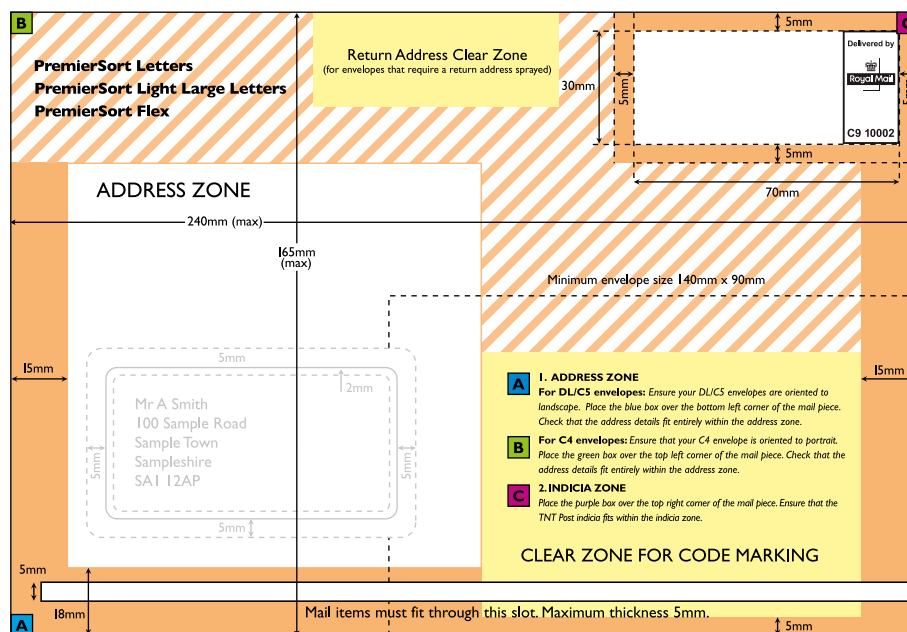 B
5mm
C
PremierSort Letters
PremierSort Light Large Letters
PremierSort Flex
Return Address Clear Zone
(for envelopes that require a return address sprayed)
30mm
5mm
Delivered by
Royal Mail
C9 10002
5mm
5mm
70mm
ADDRESS ZONE
240mm (max)
165mm
(max)
Minimum envelope size 140mm x 90mm
15mm
15mm
5mm
2mm
Mr A Smith
100 Sample Road
Sample Town
Sampleshire
SA1 12AP
5mm
5mm
5mm
A
1. ADDRESS ZONE
For DL/C5 envelopes: Ensure your DL/C5 envelopes are oriented to
landscape. Place the blue box over the bottom left corner of the mail piece.
Check that the address details fit entirely within the address zone.
B
For C4 envelopes: Ensure that your C4 envelope is oriented to portrait.
Place the green box over the top left corner of the mail piece. Check that the
address details fit entirely within the address zone.
C
2. INDICIA ZONE
Place the purple box over the top right corner of the mail piece. Ensure that the
TNT Post indicia fits within the indicia zone.
CLEAR ZONE FOR CODE MARKING
5mm
18mm
A
Mail items must fit through this slot. Maximum thickness 5mm.
5mm